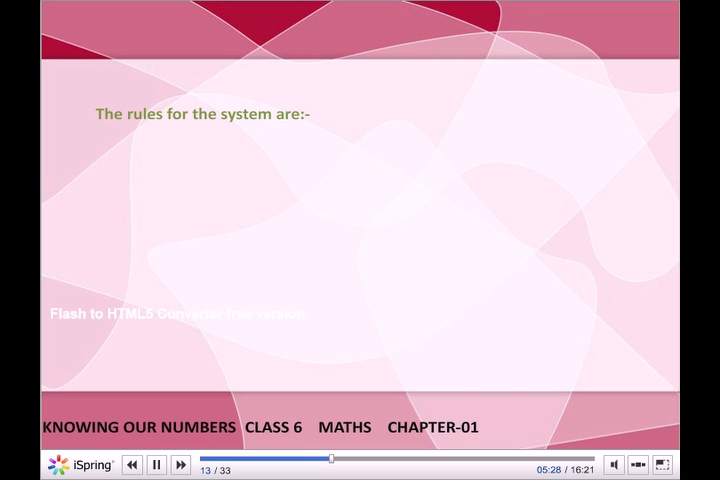 The rules for the system are:-
Flash to HTML5 Converter free version
KNOWING OUR NUMBERS CLASS 6 MATHS CHAPTER-01
iSpring
13 / 33
05:28 / 16:21